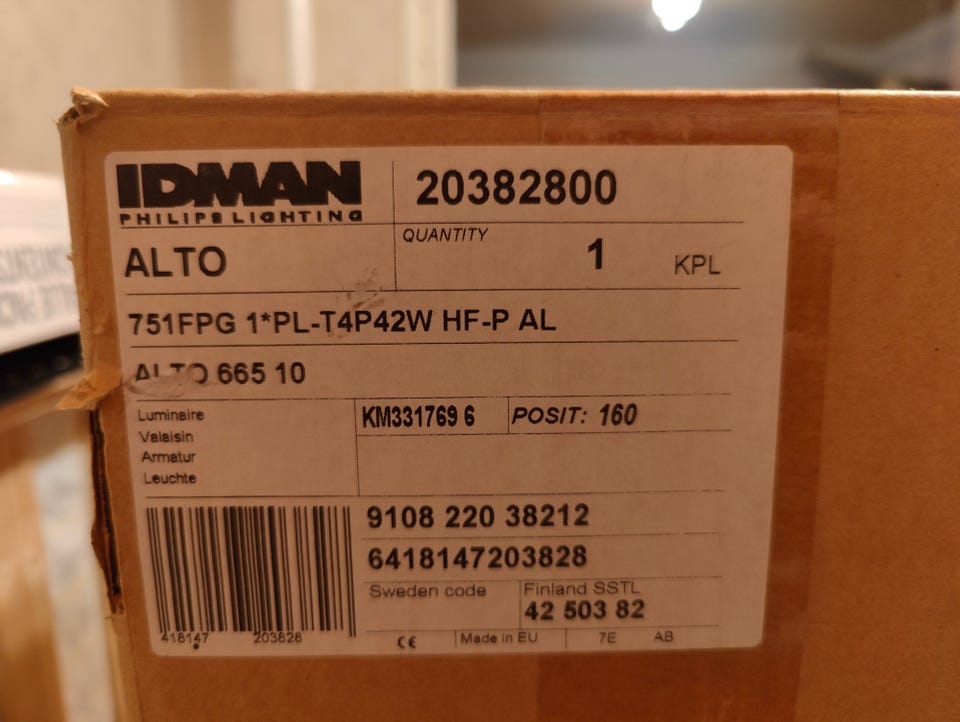 IDMAN
PHILIPS LIGHTING
20382800
ALTO
QUANTITY
1 KPL
751FPG 1*PL-T4P42W HF-P AL
ALTO 665 10
Luminaire
Valaisin
Armatur
Leuchte
KM331769 6
POSIT: 160
9108 220 38212
6418147203828
Sweden code
Finland SSTL
42 503 82
418147 203828
CE
Made in EU
7E
AB